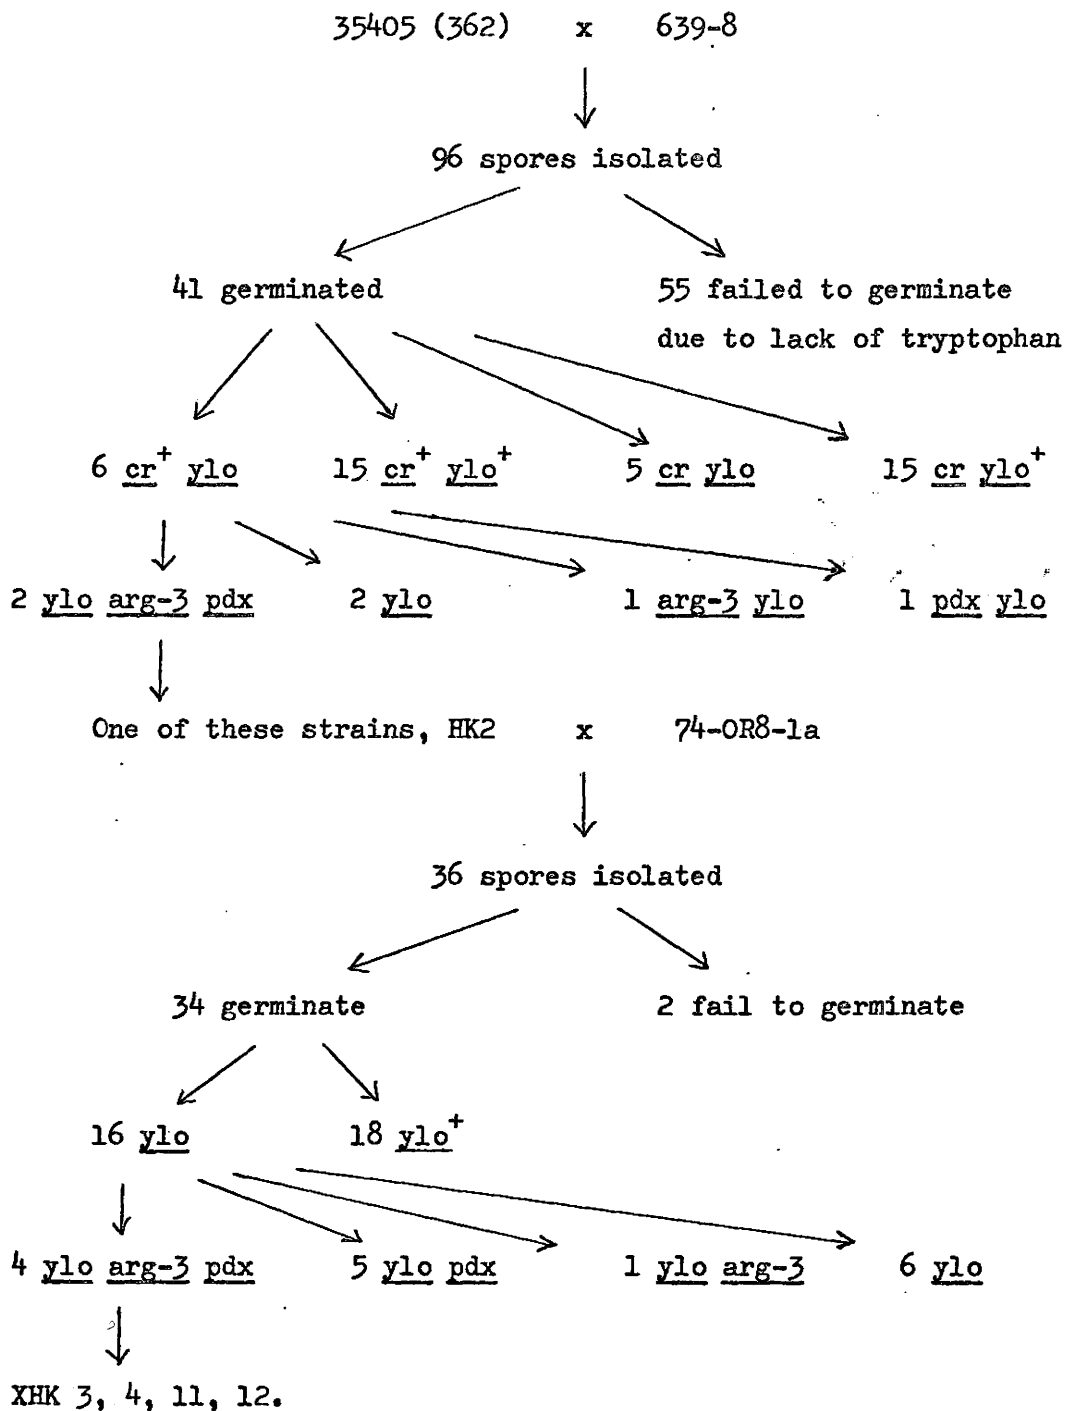 35405 (362) x 639-8
96 spores isolated
41 germinated
55 failed to germinate
due to lack of tryptophan
6 cr+ ylo
15 cr+ ylo+
5 cr ylo
15 cr ylo+
2 ylo arg-3 pdx
2 ylo
1 arg-3 ylo
1 pdx ylo
One of these strains, HK2 x 74-OR8-1a
36 spores isolated
34 germinate
2 fail to germinate
16 ylo
18 ylo+
4 ylo arg-3 pdx
5 ylo pdx
1 ylo arg-3
6 ylo
XHK 3, 4, 11, 12.